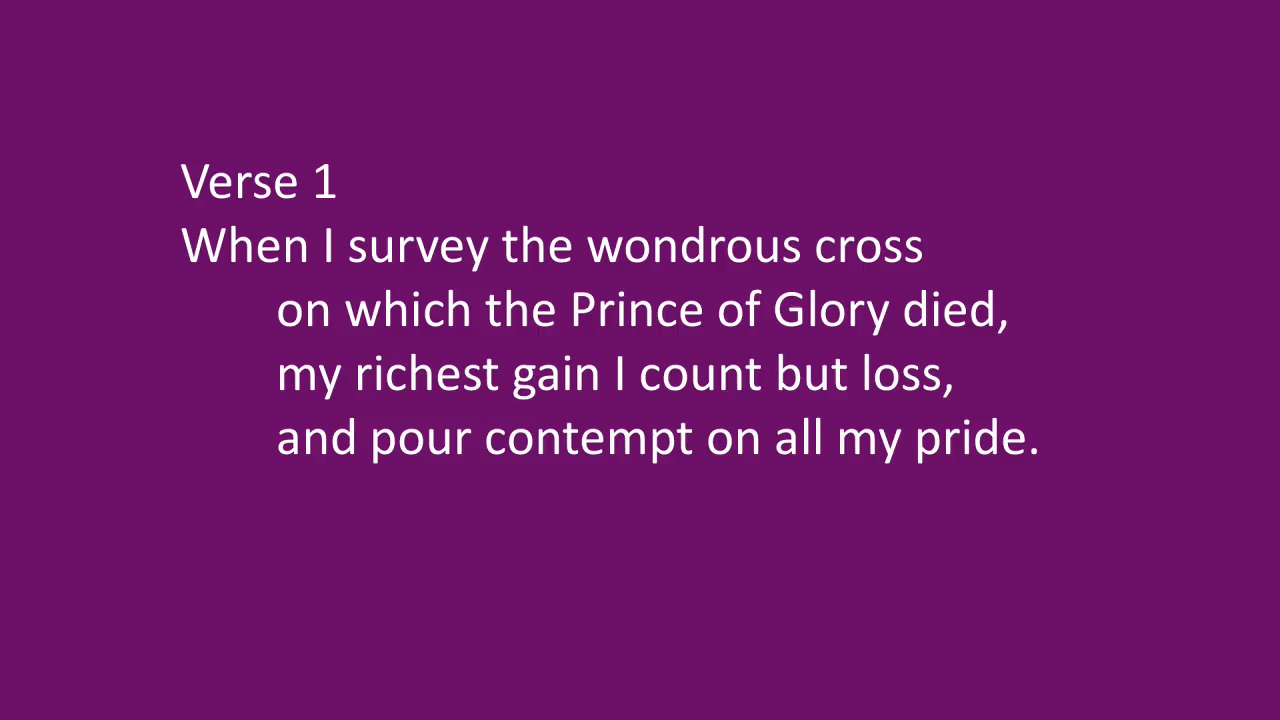 Verse 1
When I survey the wondrous cross
on which the Prince of Glory died,
my richest gain I count but loss,
and pour contempt on all my pride.